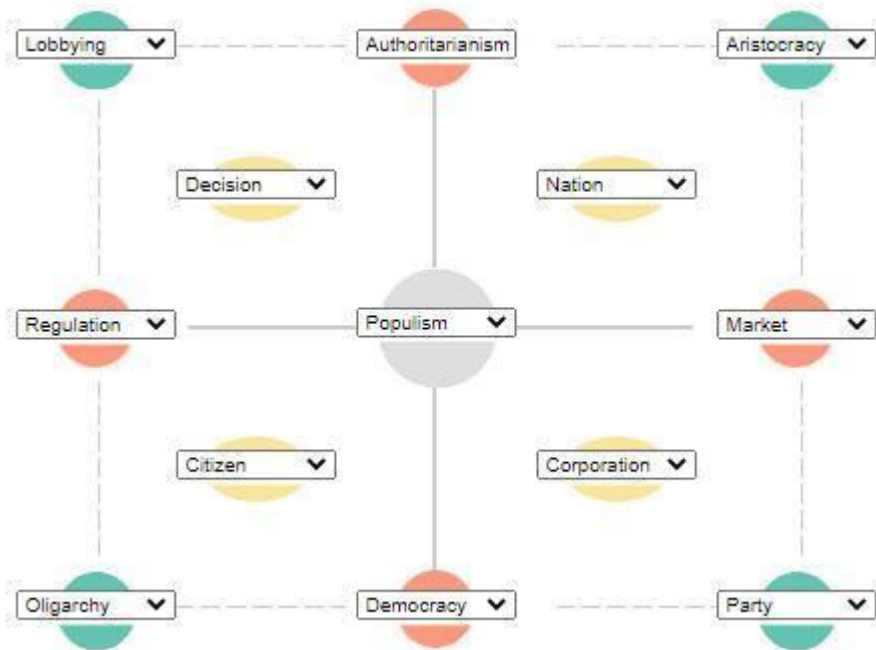 Lobbying
Authoritarianism
Aristocracy
Decision
Nation
Regulation
Populism
Market
Citizen
Corporation
Oligarchy
Democracy
Party